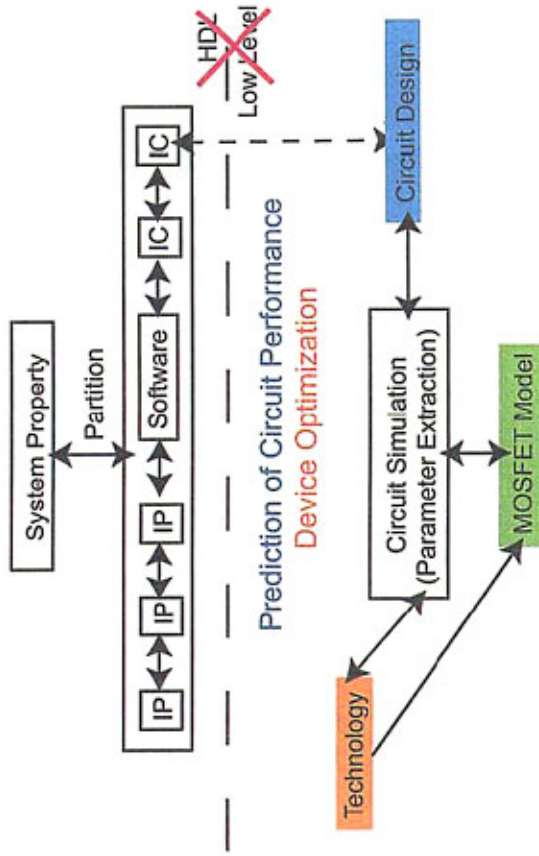 System Property
Partition
IP
IP
IP
Software
IC
IC
HDL
Low Level
Prediction of Circuit Performance
Device Optimization
Technology
Circuit Simulation
(Parameter Extraction)
Circuit Design
MOSFET Model